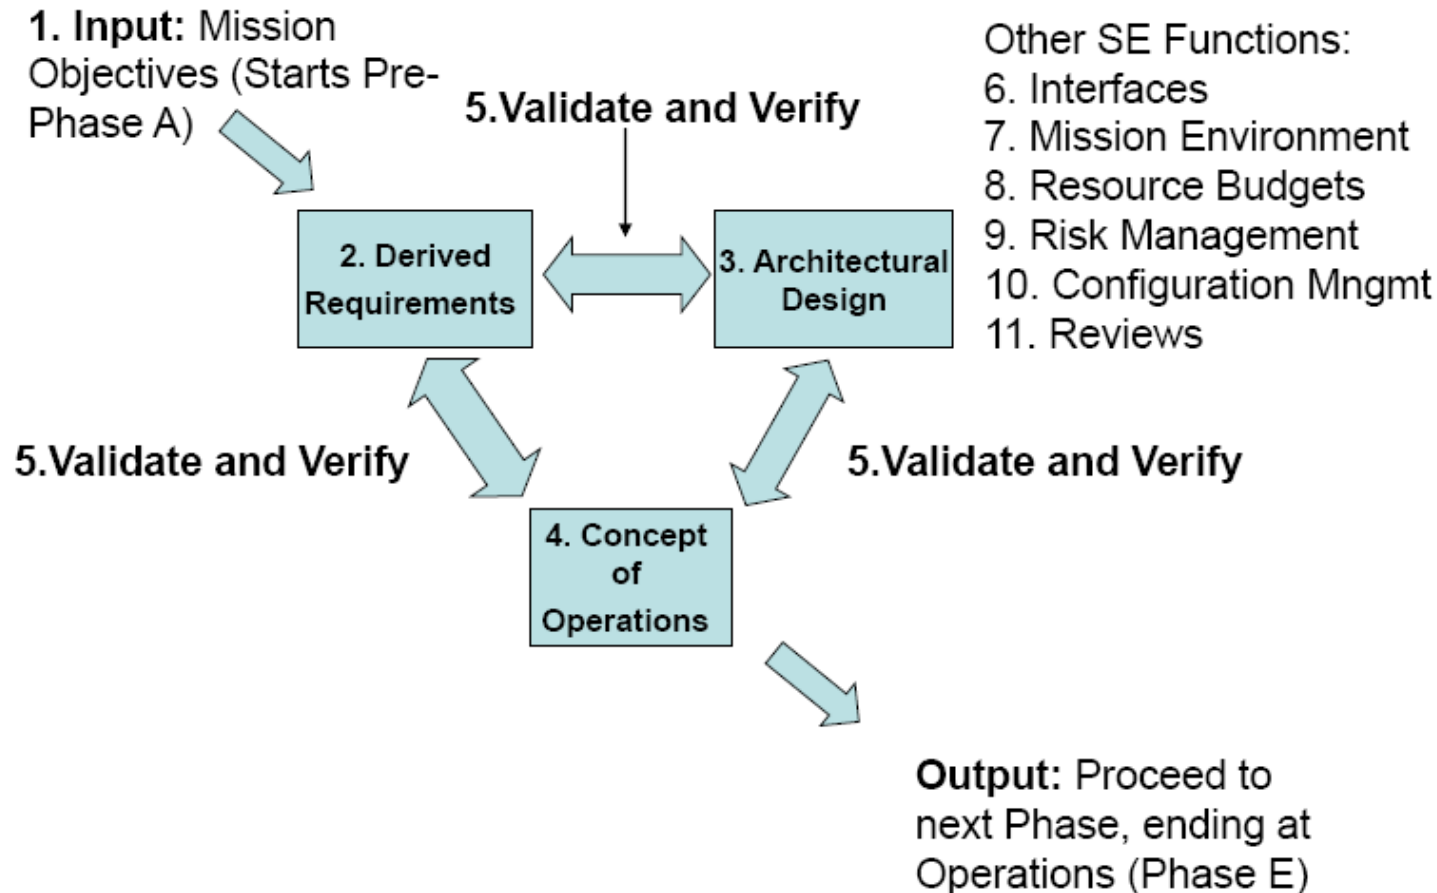 1. Input: Mission
Objectives (Starts Pre-
Phase A)
5.Validate and Verify
Other SE Functions:
6. Interfaces
7. Mission Environment
8. Resource Budgets
9. Risk Management
10. Configuration Mngmt
11. Reviews
2. Derived
Requirements
3. Architectural
Design
5.Validate and Verify
5.Validate and Verify
4. Concept
of
Operations
Output: Proceed to
next Phase, ending at
Operations (Phase E)